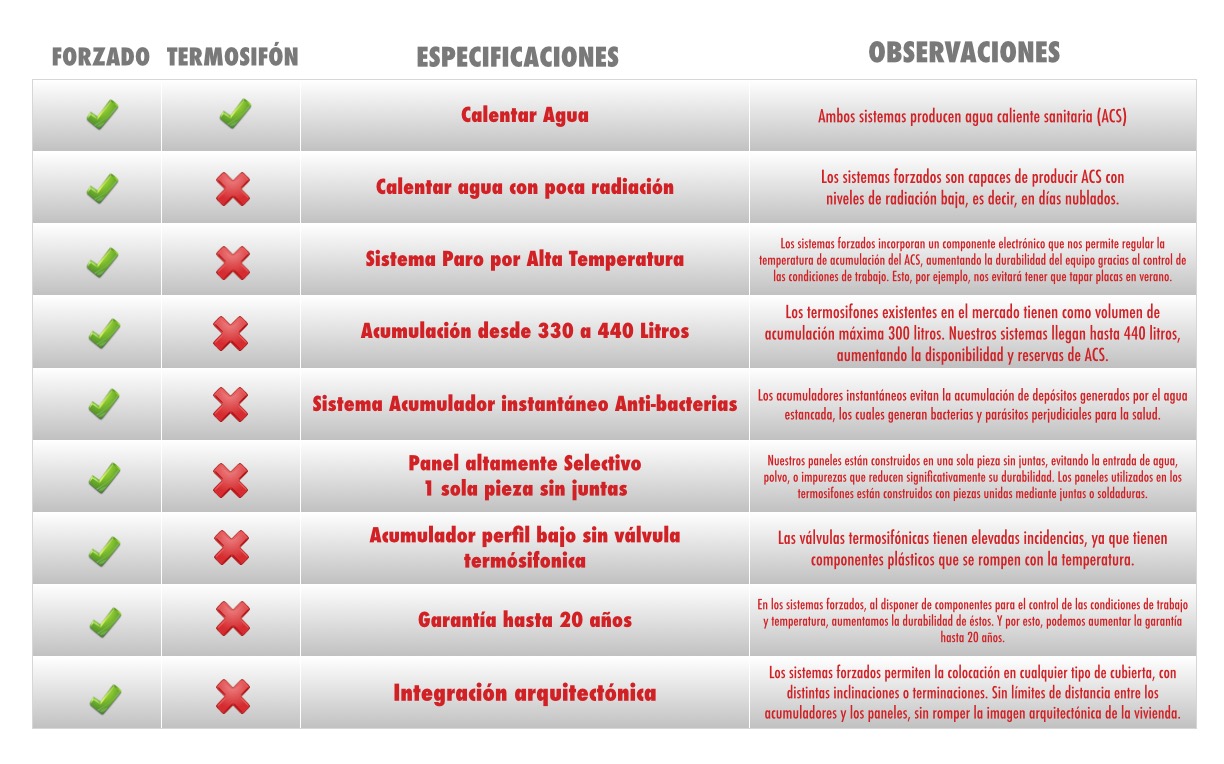 FORZADO TERMOSIFÓN ESPECIFICACIONES OBSERVACIONES
Calentar Agua
Ambos sistemas producen agua caliente sanitaria (ACS)
Calentar agua con poca radiación
Los sistemas forzados son capaces de producir ACS con
niveles de radiación baja, es decir, en días nublados.
Sistema Paro por Alta Temperatura
Los sistemas forzados incorporan un componente electrónico que nos permite regular la
temperatura de acumulación del ACS, aumentando la durabilidad del equipo gracias al control de
las condiciones de trabajo. Esto, por ejemplo, nos evitará tener que tapar placas en verano.
Acumulación desde 330 a 440 Litros
Los termosifones existentes en el mercado tienen como volumen de
acumulación máxima 300 litros. Nuestros sistemas llegan hasta 440 litros,
aumentando la disponibilidad y reservas de ACS.
Sistema Acumulador instantáneo Anti-bacterias
Los acumuladores instantáneos evitan la acumulación de depósitos generados por el agua
estancada, los cuales generan bacterias y parásitos perjudiciales para la salud.
Panel altamente Selectivo
1 sola pieza sin juntas
Nuestros paneles están construidos en una sola pieza sin juntas, evitando la entrada de agua,
polvo, o impurezas que reducen significativamente su durabilidad. Los paneles utilizados en los
termosifones están construidos con piezas unidas mediante juntas o soldaduras.
Acumulador perfil bajo sin válvula
termósifonica
Las válvulas termosifónicas tienen elevadas incidencias, ya que tienen
componentes plásticos que se rompen con la temperatura.
Garantía hasta 20 años
En los sistemas forzados, al disponer de componentes para el control de las condiciones de trabajo
y temperatura, aumentamos la durabilidad de éstos. Y por esto, podemos aumentar la garantía
hasta 20 años.
Integración arquitectónica
Los sistemas forzados permiten la colocación en cualquier tipo de cubierta, con
distintas inclinaciones o terminaciones. Sin límites de distancia entre los
acumuladores y los paneles, sin romper la imagen arquitectónica de la vivienda.